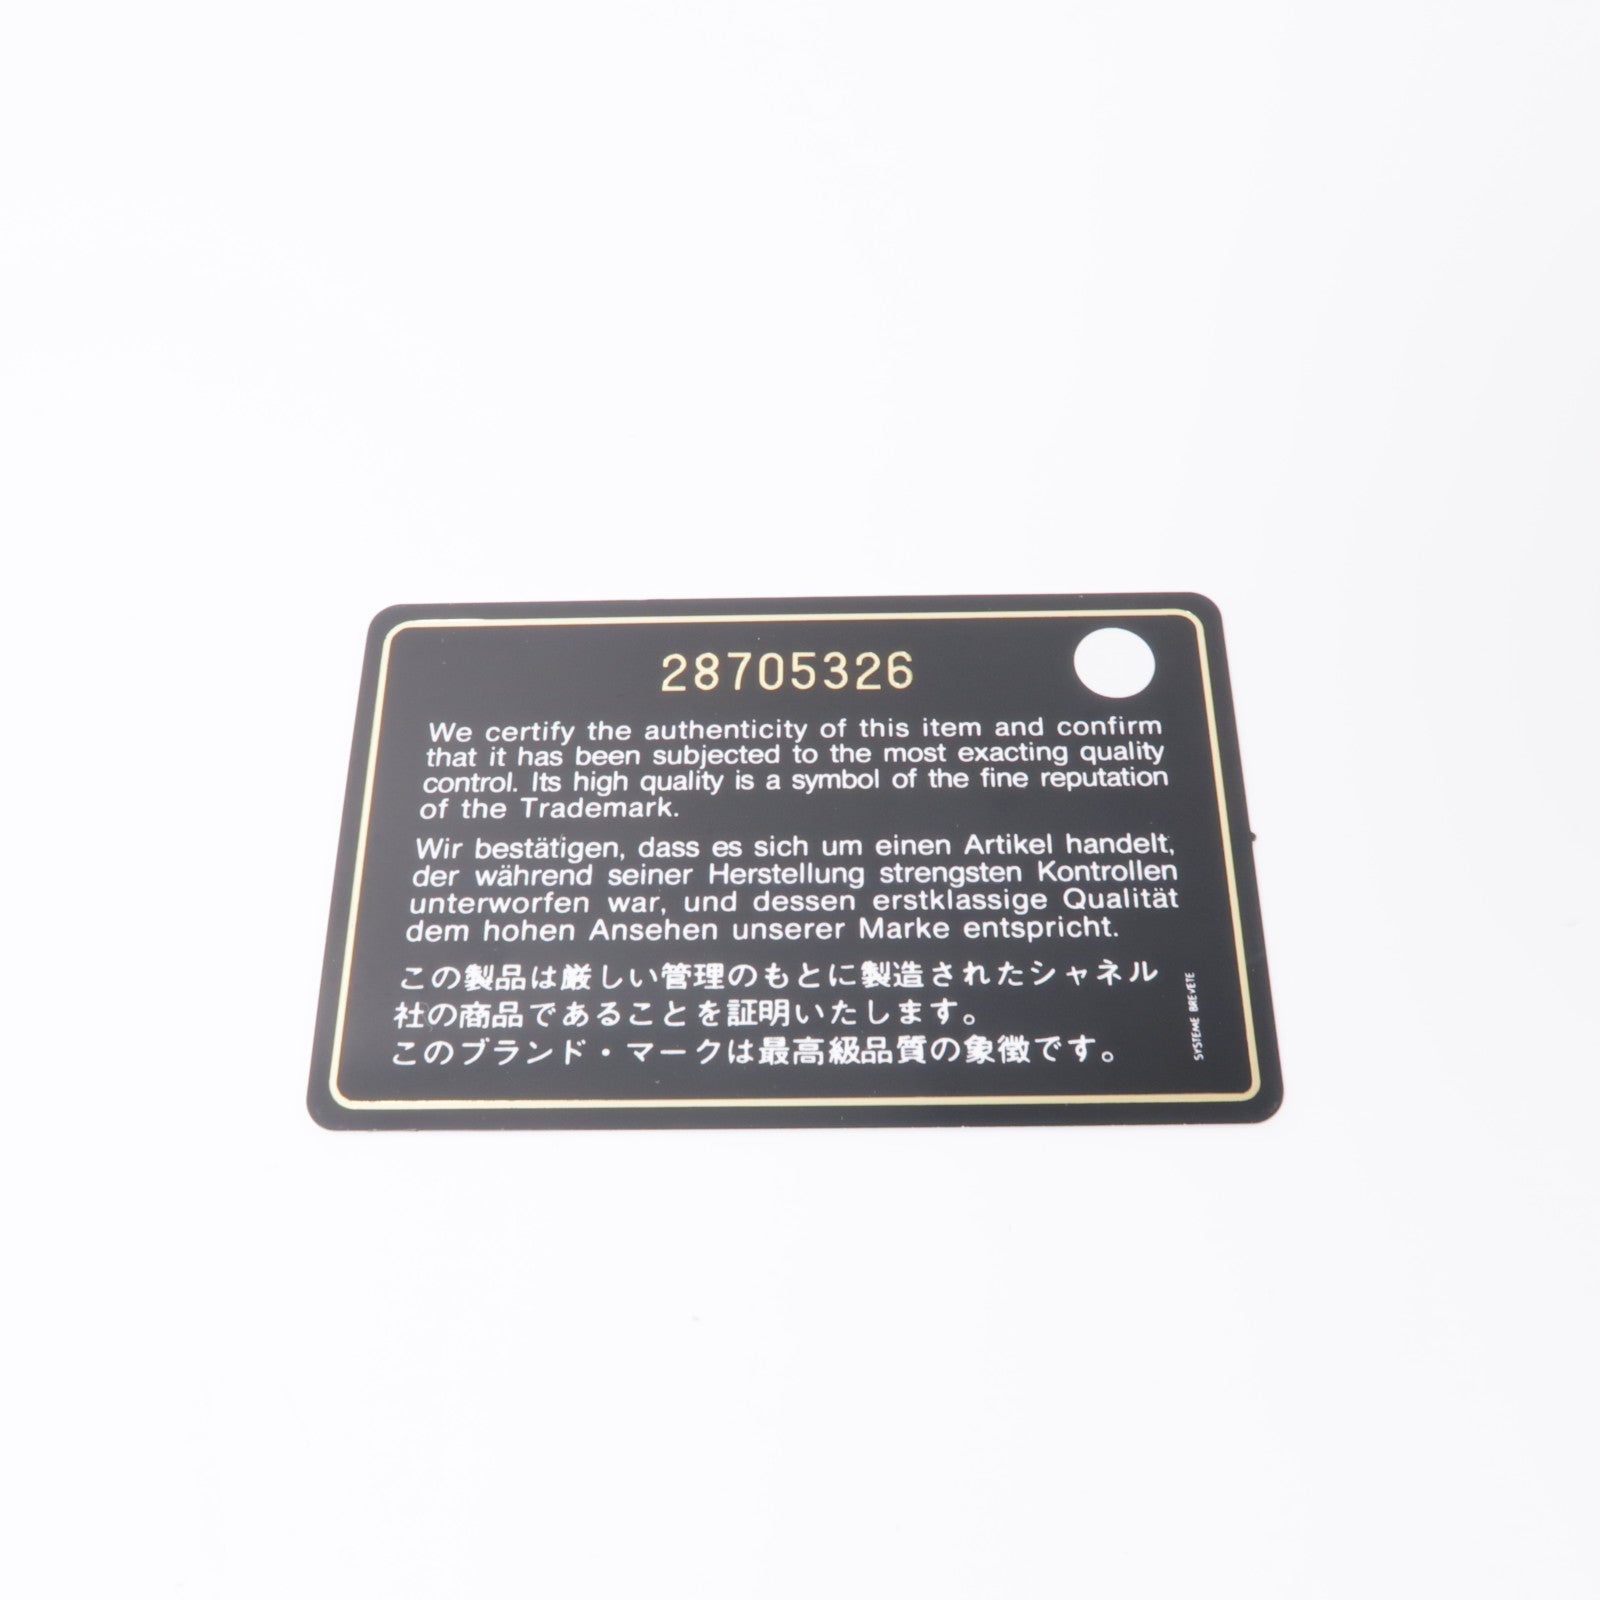 28705326
We certify the authenticity of this item and confirm
that it has been subjected to the most exacting quality
control. Its high quality is a symbol of the fine reputation
of the Trademark.
Wir bestätigen, dass es sich um einen Artikel handelt,
der während seiner Herstellung strengsten Kontrollen
unterworfen war, und dessen erstklassige Qualität
dem hohen Ansehen unserer Marke entspricht.
この製品は厳しい管理のもとに製造されたシャネル
社の商品であることを証明いたします。
このブランド・マークは最高級品質の象徴です。
SYSTEME BREVETE